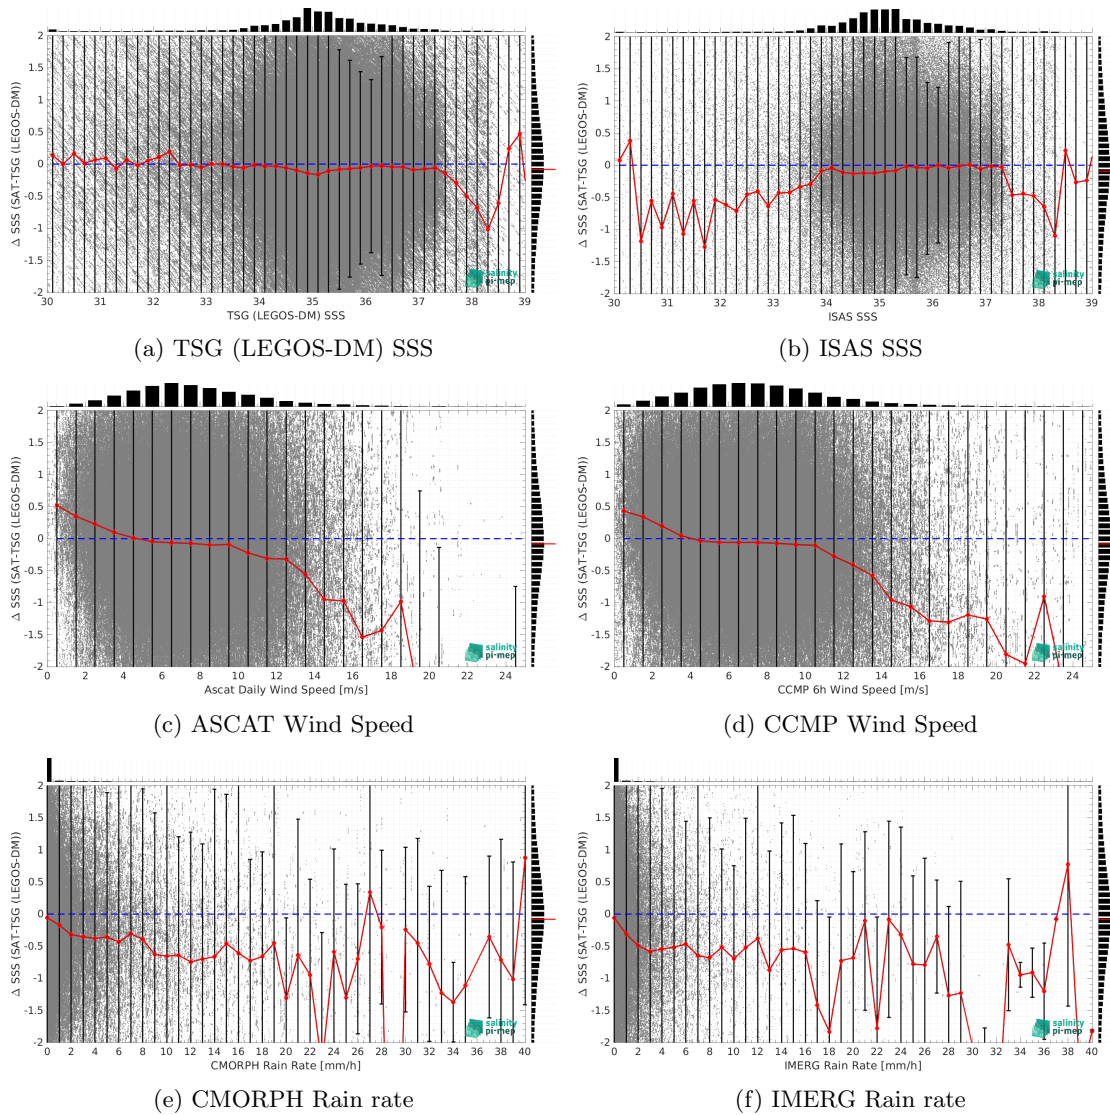 Δ SSS (SAT-TSG (LEGOS-DM))
2
1.5
1
0.5
0
-0.5
-1
-1.5
-2
30 31 32 33 34 35 36 37 38 39
TSG (LEGOS-DM) SSS
salinity
pi-mep
(a) TSG (LEGOS-DM) SSS
Δ SSS (SAT-TSG (LEGOS-DM))
2
1.5
1
0.5
0
-0.5
-1
-1.5
-2
30 31 32 33 34 35 36 37 38 39
ISAS SSS
salinity
pi-mep
(b) ISAS SSS
Δ SSS (SAT-TSG (LEGOS-DM))
2
1.5
1
0.5
0
-0.5
-1
-1.5
-2
0 2 4 6 8 10 12 14 16 18 20 22 24
Ascat Daily Wind Speed [m/s]
salinity
pi-mep
(c) ASCAT Wind Speed
Δ SSS (SAT-TSG (LEGOS-DM))
2
1.5
1
0.5
0
-0.5
-1
-1.5
-2
0 2 4 6 8 10 12 14 16 18 20 22 24
CCMP 6h Wind Speed [m/s]
salinity
pi-mep
(d) CCMP Wind Speed
Δ SSS (SAT-TSG (LEGOS-DM))
2
1.5
1
0.5
0
-0.5
-1
-1.5
-2
0 2 4 6 8 10 12 14 16 18 20 22 24 26 28 30 32 34 36 38 40
CMORPH Rain Rate [mm/h]
salinity
pi-mep
(e) CMORPH Rain rate
Δ SSS (SAT-TSG (LEGOS-DM))
2
1.5
1
0.5
0
-0.5
-1
-1.5
-2
0 2 4 6 8 10 12 14 16 18 20 22 24 26 28 30 32 34 36 38 40
IMERG Rain Rate [mm/h]
salinity
pi-mep
(f) IMERG Rain rate